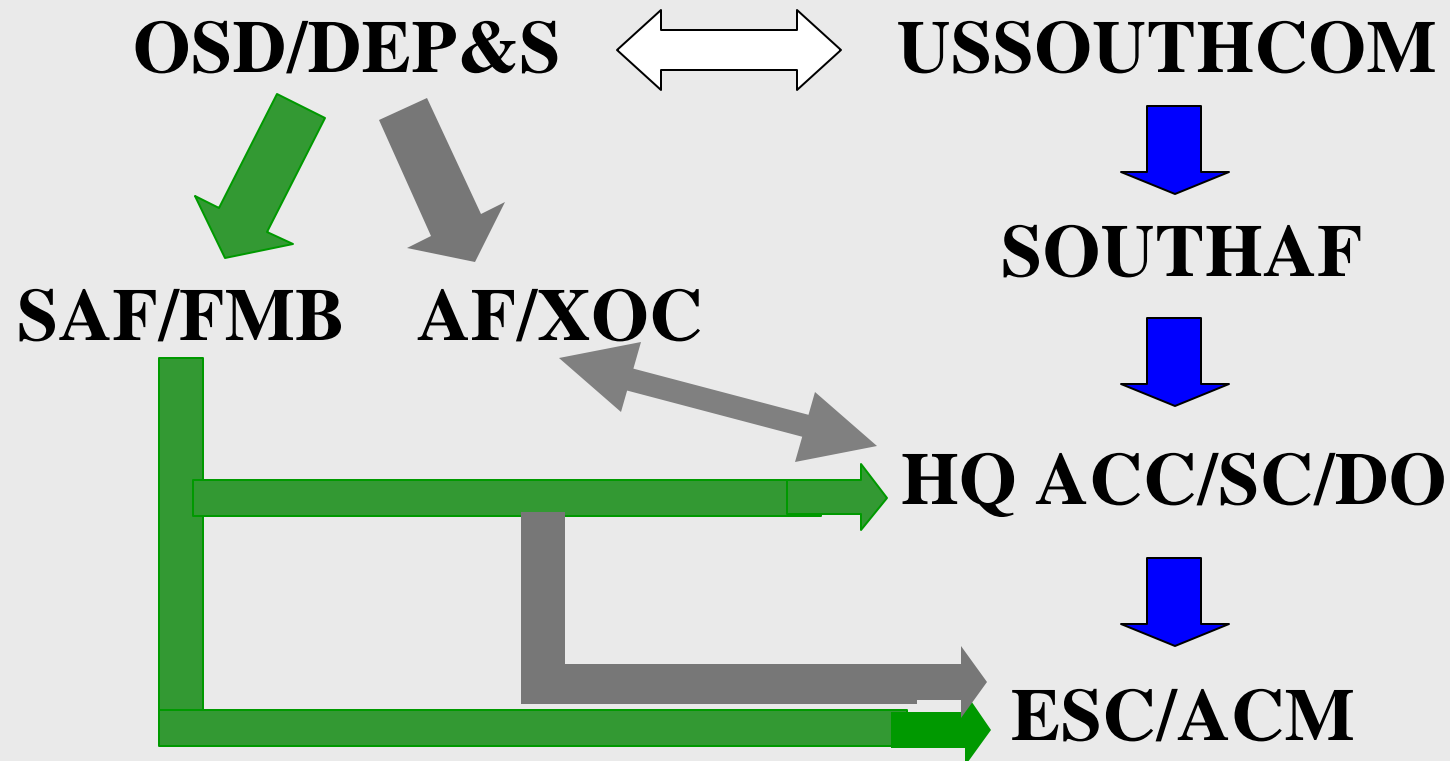 OSD/DEP&S
USSOUTHCOM
SOUTHAF
SAF/FMB
AF/XOC
HQ ACC/SC/DO
ESC/ACM